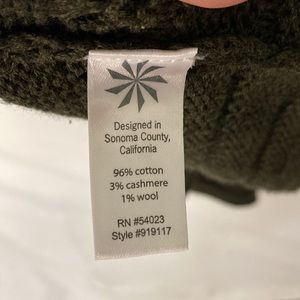 Designed in
Sonoma County,
California
96% cotton
3% cashmere
1% wool
RN #54023
Style #919117